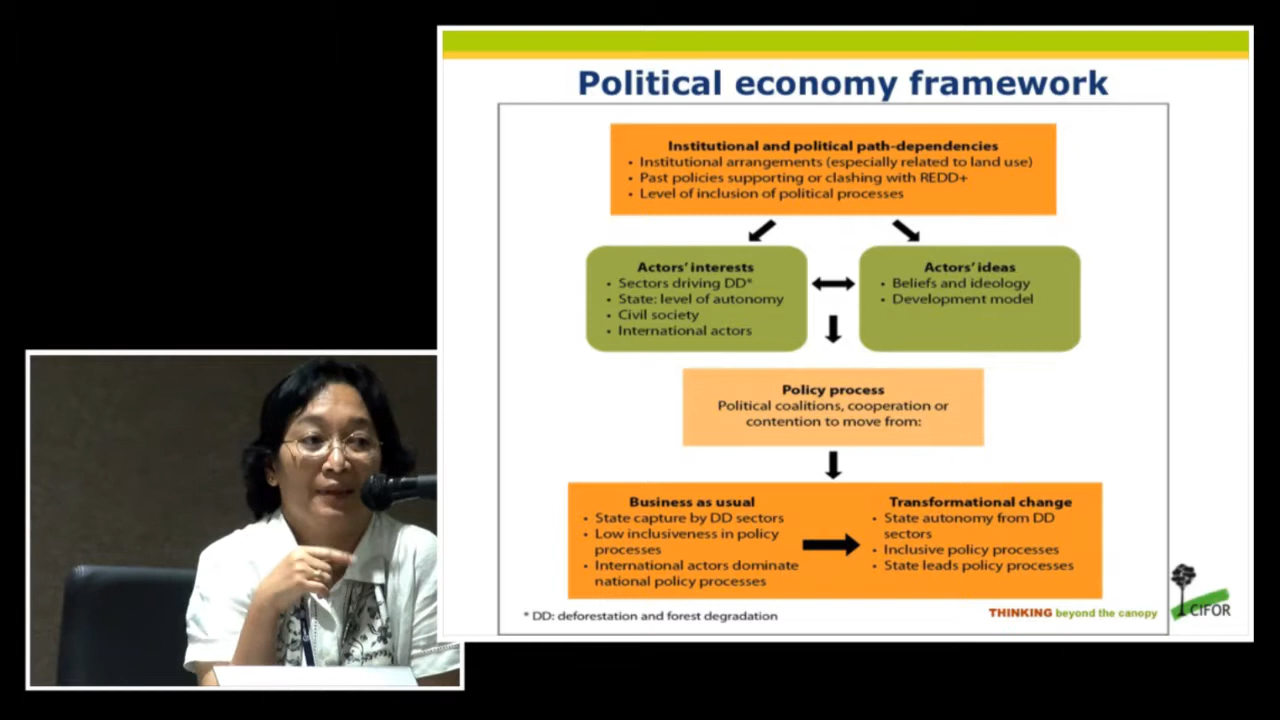 Political economy framework
Institutional and political path-dependencies
• Institutional arrangements (especially related to land use)
• Past policies supporting or clashing with REDD+
• Level of inclusion of political processes
Actors' interests
• Sectors driving DD*
• State: level of autonomy
• Civil society
• International actors
Actors' ideas
• Beliefs and ideology
• Development model
Policy process
Political coalitions, cooperation or
contention to move from:
Business as usual
• State capture by DD sectors
• Low inclusiveness in policy
processes
• International actors dominate
national policy processes
Transformational change
• State autonomy from DD
sectors
• Inclusive policy processes
• State leads policy processes
* DD: deforestation and forest degradation
THINKING beyond the canopy
CIFOR